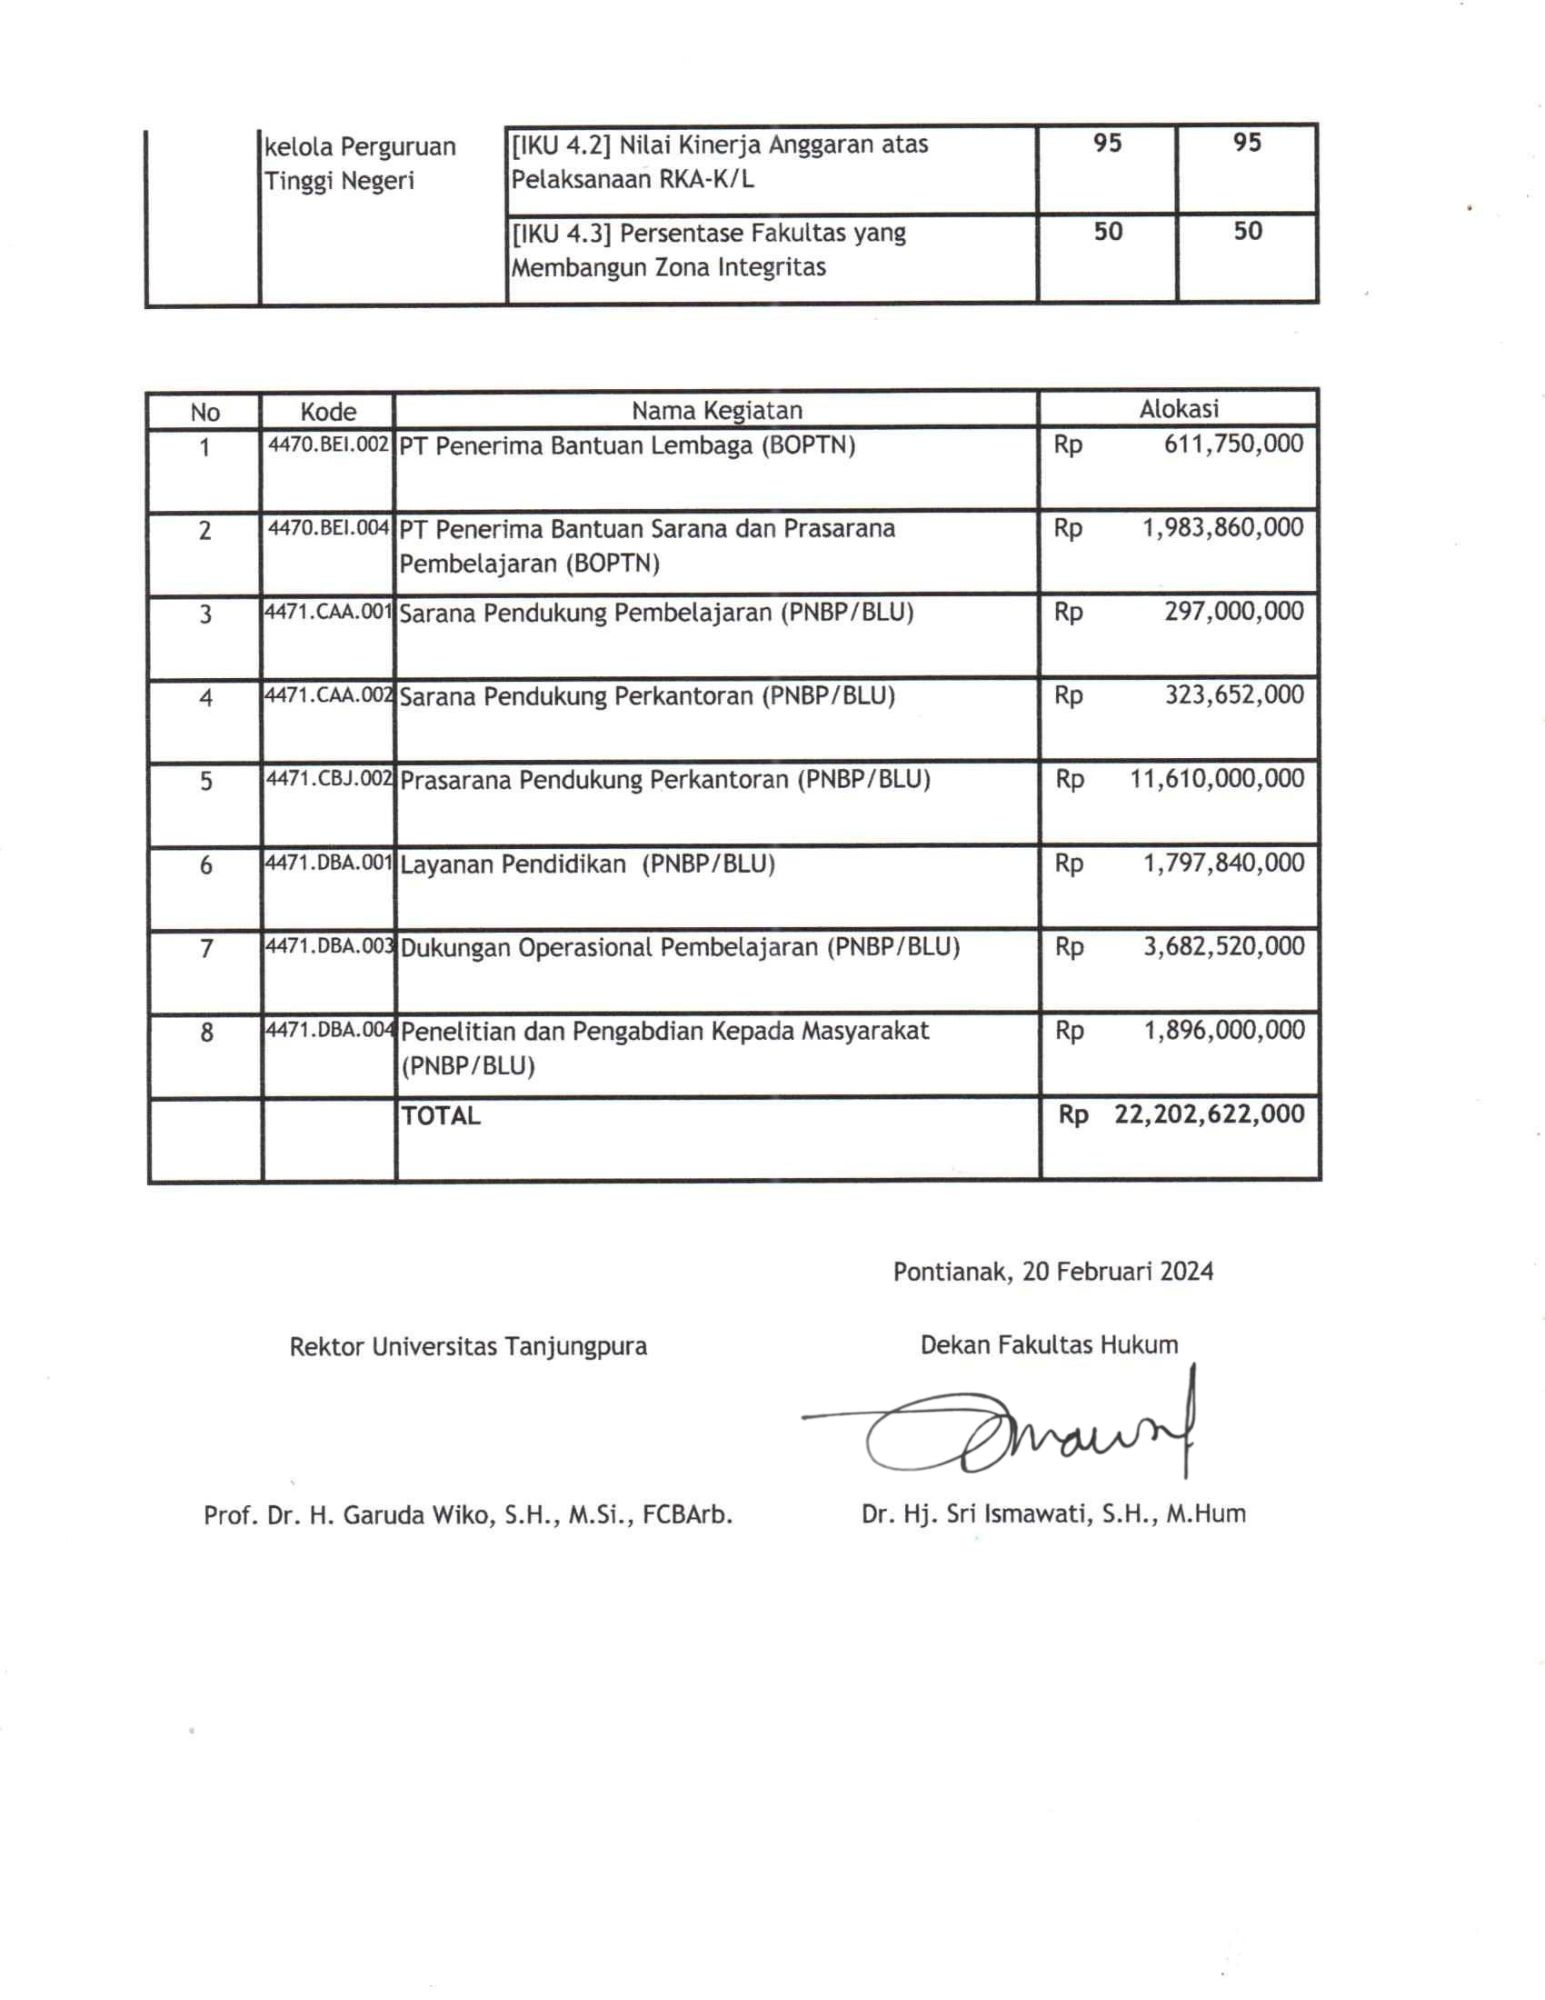 kelola Perguruan
Tinggi Negeri
[IKU 4.2] Nilai Kinerja Anggaran atas
Pelaksanaan RKA-K/L
95 95
[IKU 4.3] Persentase Fakultas yang
Membangun Zona Integritas
50 50
No Kode Nama Kegiatan Alokasi
1 4470.BEI.002 PT Penerima Bantuan Lembaga (BOPTN) Rp 611,750,000
2 4470.BEI.004 PT Penerima Bantuan Sarana dan Prasarana Rp 1,983,860,000
Pembelajaran (BOPTN)
3 4471.CAA.001 Sarana Pendukung Pembelajaran (PNBP/BLU) Rp 297,000,000
4 4471.CAA.002 Sarana Pendukung Perkantoran (PNBP/BLU) Rp 323,652,000
5 4471.CBJ.002 Prasarana Pendukung Perkantoran (PNBP/BLU) Rp 11,610,000,000
6 4471.DBA.001 Layanan Pendidikan (PNBP/BLU) Rp 1,797,840,000
7 4471.DBA.003 Dukungan Operasional Pembelajaran (PNBP/BLU) Rp 3,682,520,000
8 4471.DBA.004 Penelitian dan Pengabdian Kepada Masyarakat Rp 1,896,000,000
(PNBP/BLU)
TOTAL Rp 22,202,622,000
Pontianak, 20 Februari 2024
Rektor Universitas Tanjungpura
Dekan Fakultas Hukum
Prof. Dr. H. Garuda Wiko, S.H., M.Si., FCBArb.
Dr. Hj. Sri Ismawati, S.H., M.Hum